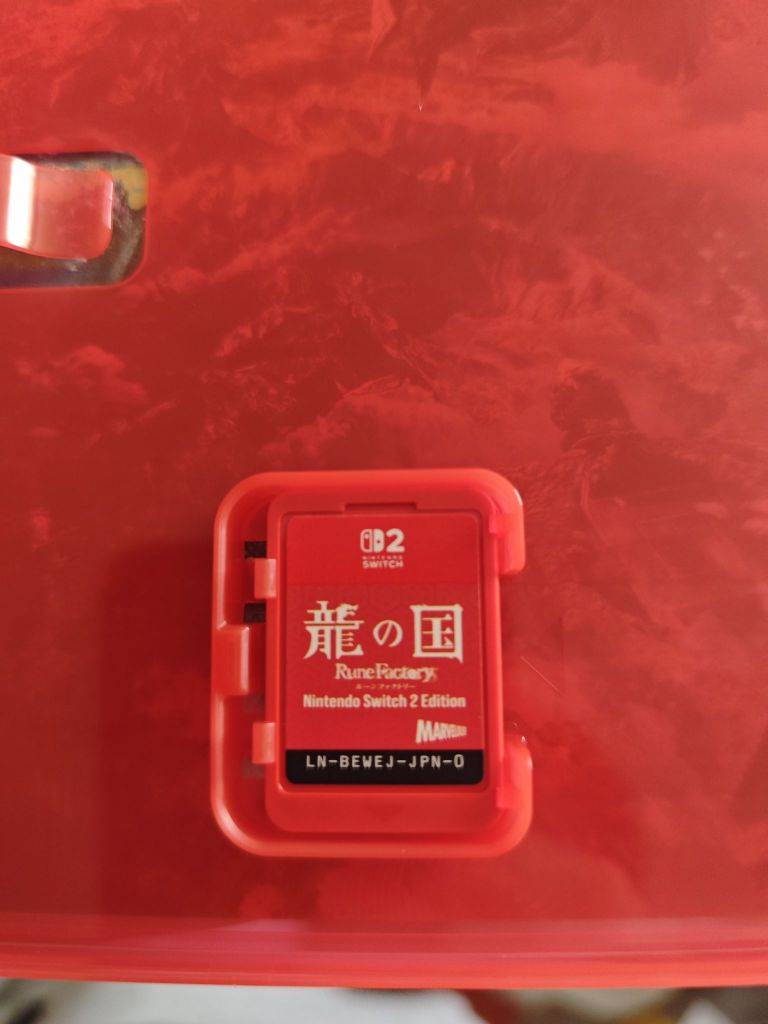 2
NINTENDO
SWITCH
龍の国
Rune Factory
ルーンファクトリー
Nintendo Switch 2 Edition
MARVELOUS
LN-BEWEJ-JPN-0